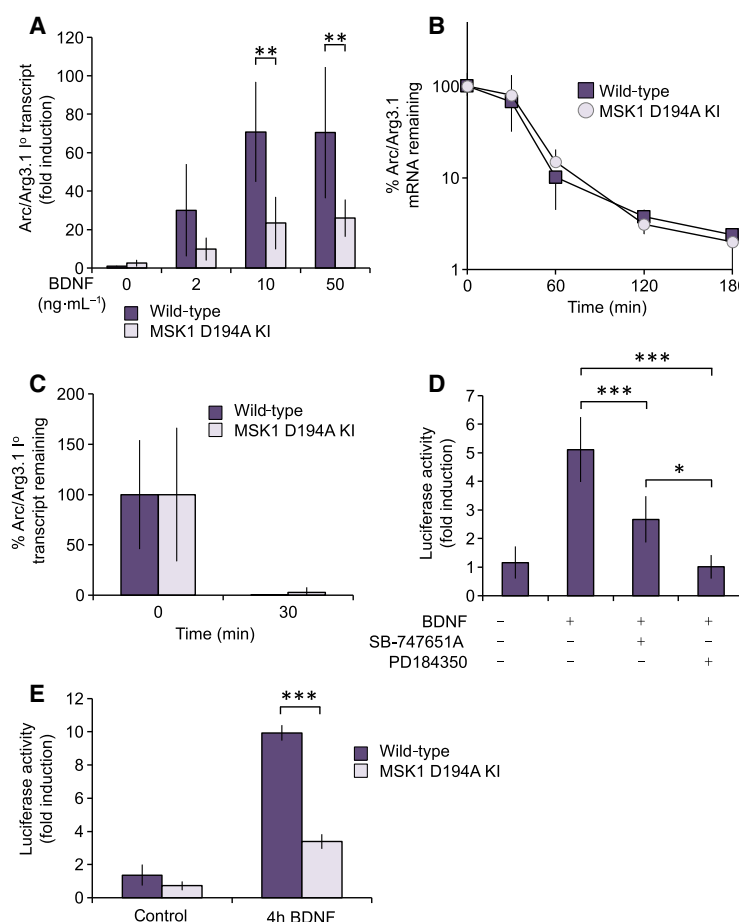 A
Arc/Arg3.1 Iº transcript
(fold induction)
120
100
80
60
40
20
0
**
**
BDNF
(ng·mL⁻¹)
0
2
10
50
Wild-type
MSK1 D194A KI
B
% Arc/Arg3.1
mRNA remaining
100
10
1
Wild-type
MSK1 D194A KI
0
60
120
180
Time (min)
C
% Arc/Arg3.1 Iº
transcript remaining
200
150
100
50
0
Wild-type
MSK1 D194A KI
0
30
Time (min)
D
Luciferase activity
(fold induction)
7
6
5
4
3
2
1
0
***
***
*
BDNF – + + +
SB-747651A – – + –
PD184350 – – – +
E
Luciferase activity
(fold induction)
12
10
8
6
4
2
0
***
Wild-type
MSK1 D194A KI
Control
4h BDNF